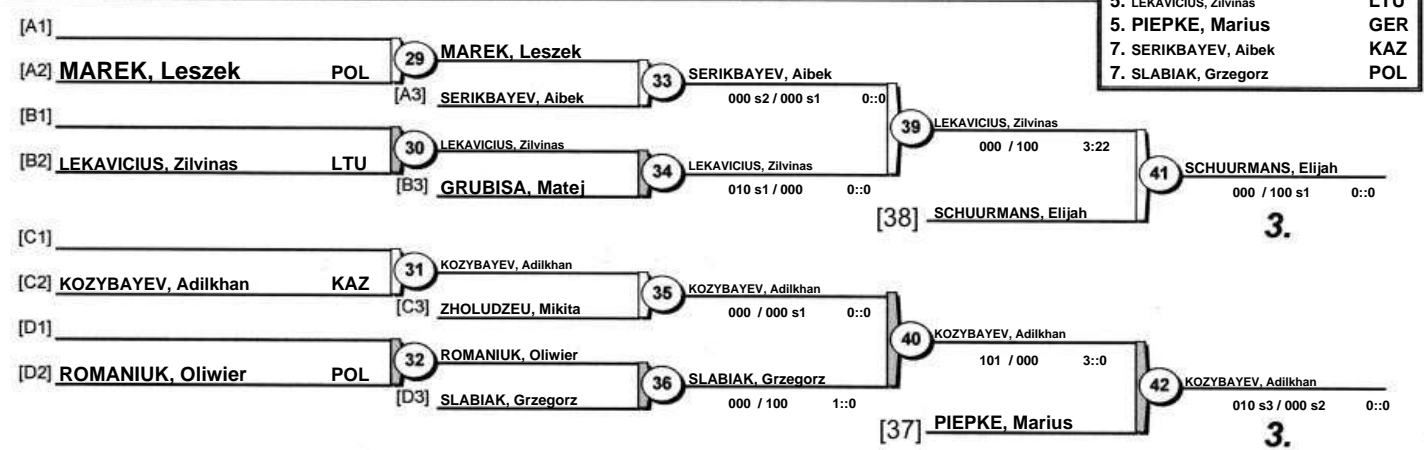 5. LEKAVICIUS, Zilvinas LTU
5. PIEPKE, Marius GER
7. SERIKBAYEV, Aibek KAZ
7. SLABIAK, Grzegorz POL
[A1]
[A2] MAREK, Leszek POL
29 MAREK, Leszek
[A3] SERIKBAYEV, Aibek
33 SERIKBAYEV, Aibek
000 s2 / 000 s1 0::0
[B1]
[B2] LEKAVICIUS, Zilvinas LTU
30 LEKAVICIUS, Zilvinas
[B3] GRUBISA, Matej
34 LEKAVICIUS, Zilvinas
010 s1 / 000 0::0
39 LEKAVICIUS, Zilvinas
000 / 100 3:22
[38] SCHUURMANS, Elijah
41 SCHUURMANS, Elijah
000 / 100 s1 0::0
3.
[C1]
[C2] KOZYBAYEV, Adilkhan KAZ
31 KOZYBAYEV, Adilkhan
[C3] ZHOLUDZEU, Mikita
35 KOZYBAYEV, Adilkhan
000 / 000 s1 0::0
[D1]
[D2] ROMANIUK, Oliwier POL
32 ROMANIUK, Oliwier
[D3] SLABIAK, Grzegorz
36 SLABIAK, Grzegorz
000 / 100 1::0
40 KOZYBAYEV, Adilkhan
101 / 000 3::0
[37] PIEPKE, Marius
42 KOZYBAYEV, Adilkhan
010 s3 / 000 s2 0::0
3.